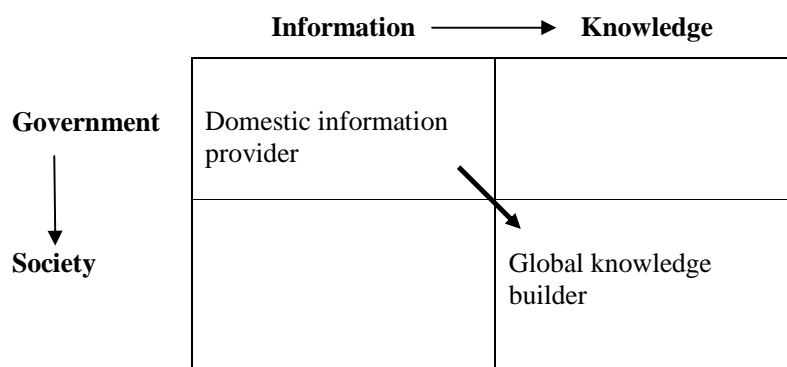 Information Knowledge
Government
Domestic information
provider
Society
Global knowledge
builder